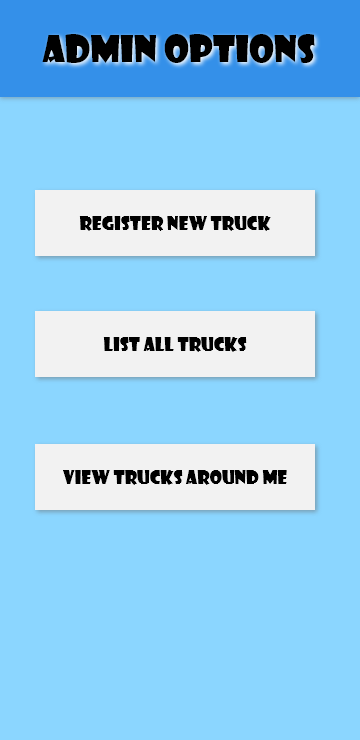 ADMIN OPTIONS
REGISTER NEW TRUCK
LIST ALL TRUCKS
VIEW TRUCKS AROUND ME